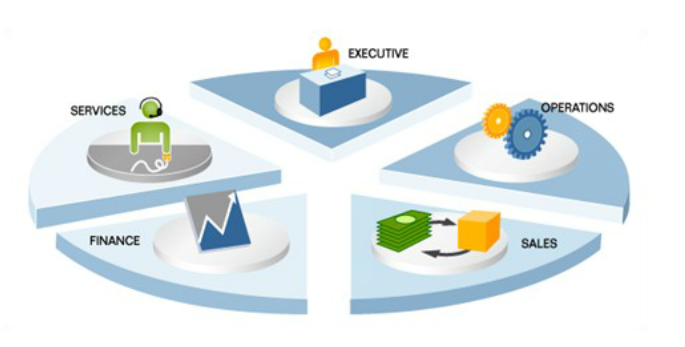 EXECUTIVE
SERVICES
OPERATIONS
FINANCE
SALES